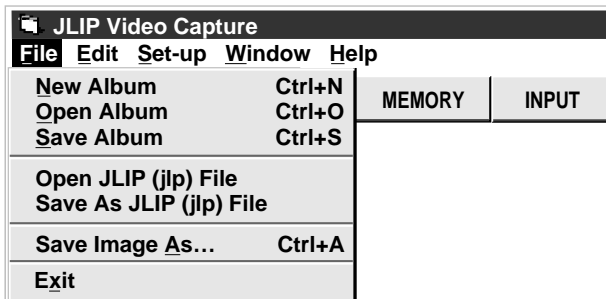 JLIP Video Capture
File Edit Set-up Window Help
New Album Ctrl+N
Open Album Ctrl+O
Save Album Ctrl+S
Open JLIP (jlp) File
Save As JLIP (jlp) File
Save Image As... Ctrl+A
Exit
MEMORY INPUT